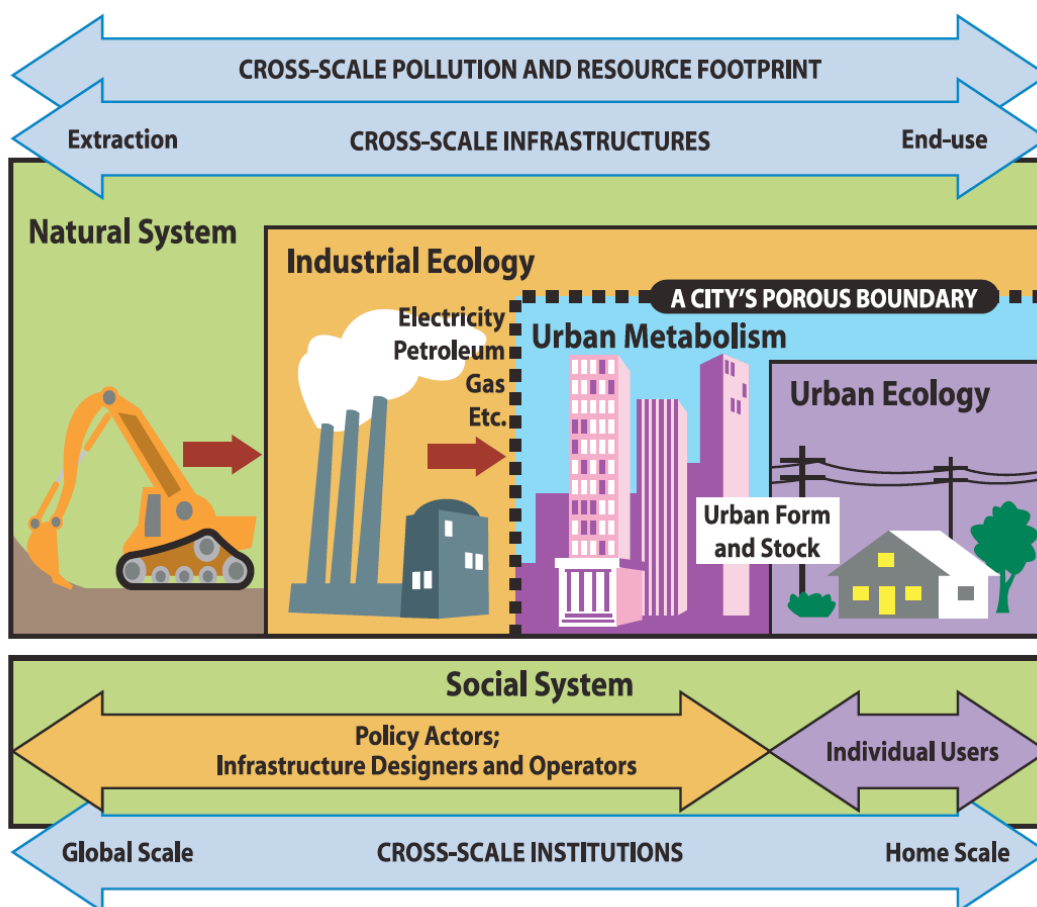 CROSS-SCALE POLLUTION AND RESOURCE FOOTPRINT
Extraction
CROSS-SCALE INFRASTRUCTURES
End-use
Natural System
Industrial Ecology
A CITY'S POROUS BOUNDARY
Electricity
Petroleum
Gas
Etc.
Urban Metabolism
Urban Ecology
Urban Form
and Stock
Social System
Policy Actors;
Infrastructure Designers and Operators
Individual Users
Global Scale
CROSS-SCALE INSTITUTIONS
Home Scale